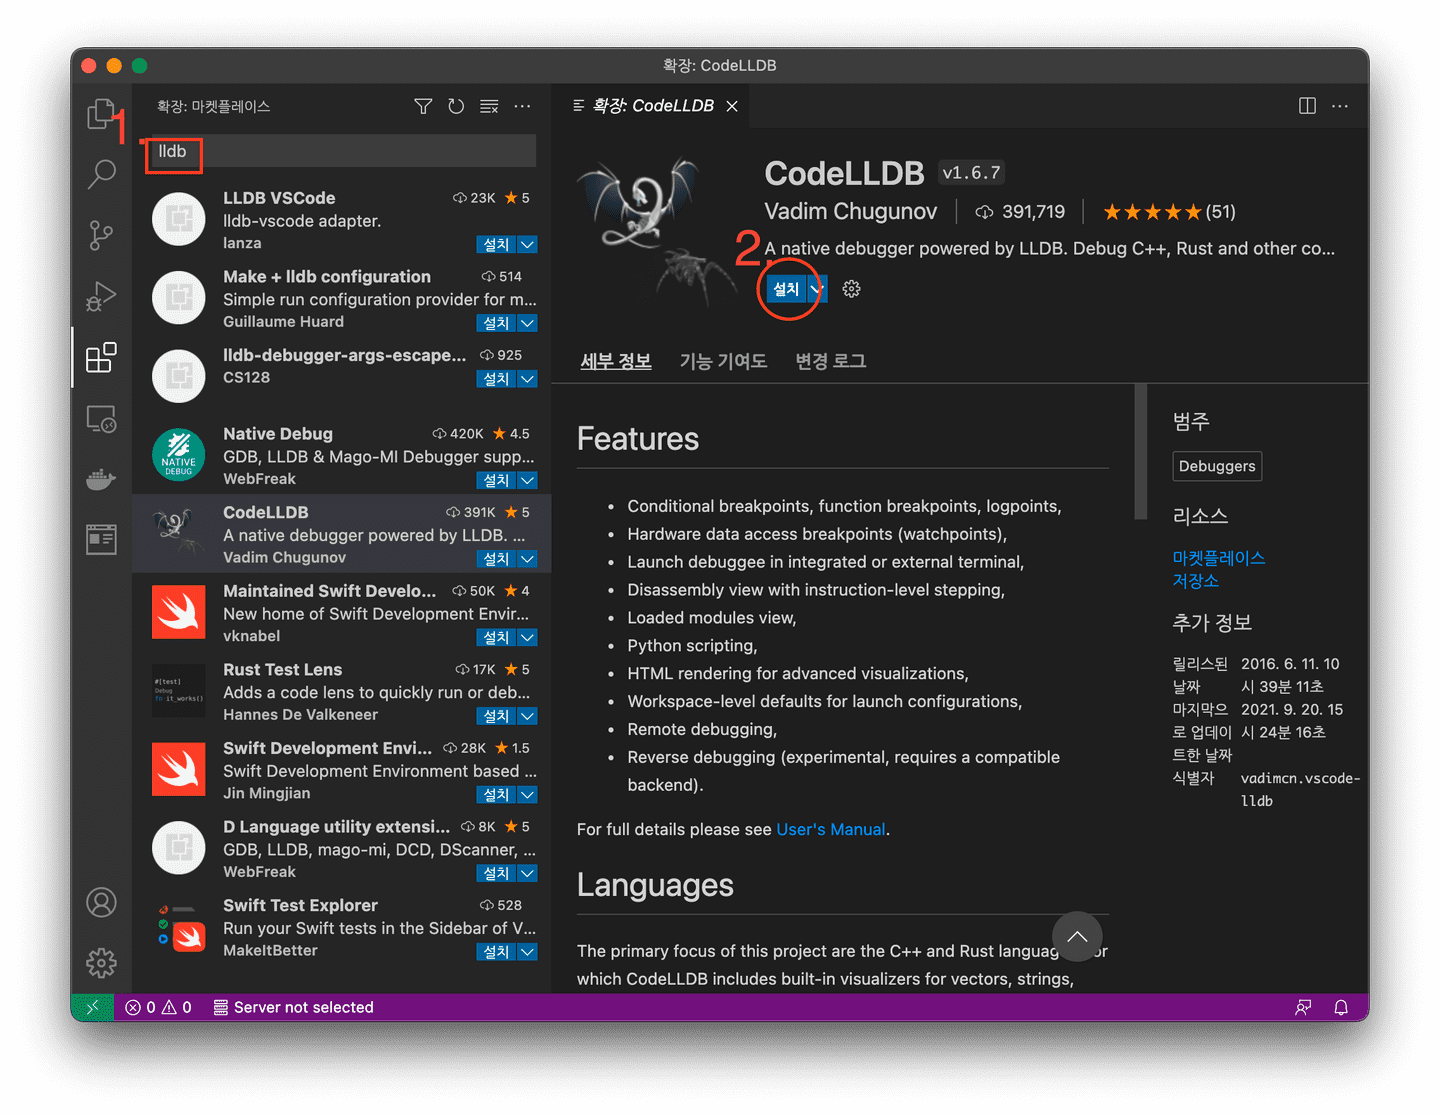 확장: CodeLLDB
확장: 마켓플레이스
1.
lldb
LLDB VSCode 23K 5
lldb-vscode adapter.
lanza 설치
Make + lldb configuration 514
Simple run configuration provider for m...
Guillaume Huard 설치
lldb-debugger-args-escape... 925
CS128 설치
NATIVE
DEBUG
Native Debug 420K 4.5
GDB, LLDB & Mago-MI Debugger supp...
WebFreak 설치
CodeLLDB 391K 5
A native debugger powered by LLDB. ...
Vadim Chugunov 설치
Maintained Swift Develo... 50K 4
New home of Swift Development Envir...
vknabel 설치
#[test]
Debug
fn it_works()
Rust Test Lens 17K 5
Adds a code lens to quickly run or deb...
Hannes De Valkeneer 설치
Swift Development Envi... 28K 1.5
Swift Development Environment based ...
Jin Mingjian 설치
D Language utility extensi... 8K 5
GDB, LLDB, mago-mi, DCD, DScanner, ...
WebFreak 설치
Swift Test Explorer 528
Run your Swift tests in the Sidebar of V...
MakeItBetter 설치
확장: CodeLLDB
CodeLLDB v1.6.7
Vadim Chugunov 391,719 (51)
2.
A native debugger powered by LLDB. Debug C++, Rust and other co...
설치
세부 정보 기능 기여도 변경 로그
Features
• Conditional breakpoints, function breakpoints, logpoints,
• Hardware data access breakpoints (watchpoints),
• Launch debuggee in integrated or external terminal,
• Disassembly view with instruction-level stepping,
• Loaded modules view,
• Python scripting,
• HTML rendering for advanced visualizations,
• Workspace-level defaults for launch configurations,
• Remote debugging,
• Reverse debugging (experimental, requires a compatible
backend).
For full details please see User's Manual.
Languages
The primary focus of this project are the C++ and Rust languag or
which CodeLLDB includes built-in visualizers for vectors, strings,
범주
Debuggers
리소스
마켓플레이스
저장소
추가 정보
릴리스된 2016. 6. 11. 10
날짜 시 39분 11초
마지막으 2021. 9. 20. 15
로 업데이 시 24분 16초
트한 날짜
식별자 vadimcn.vscode-
lldb
0 0 Server not selected